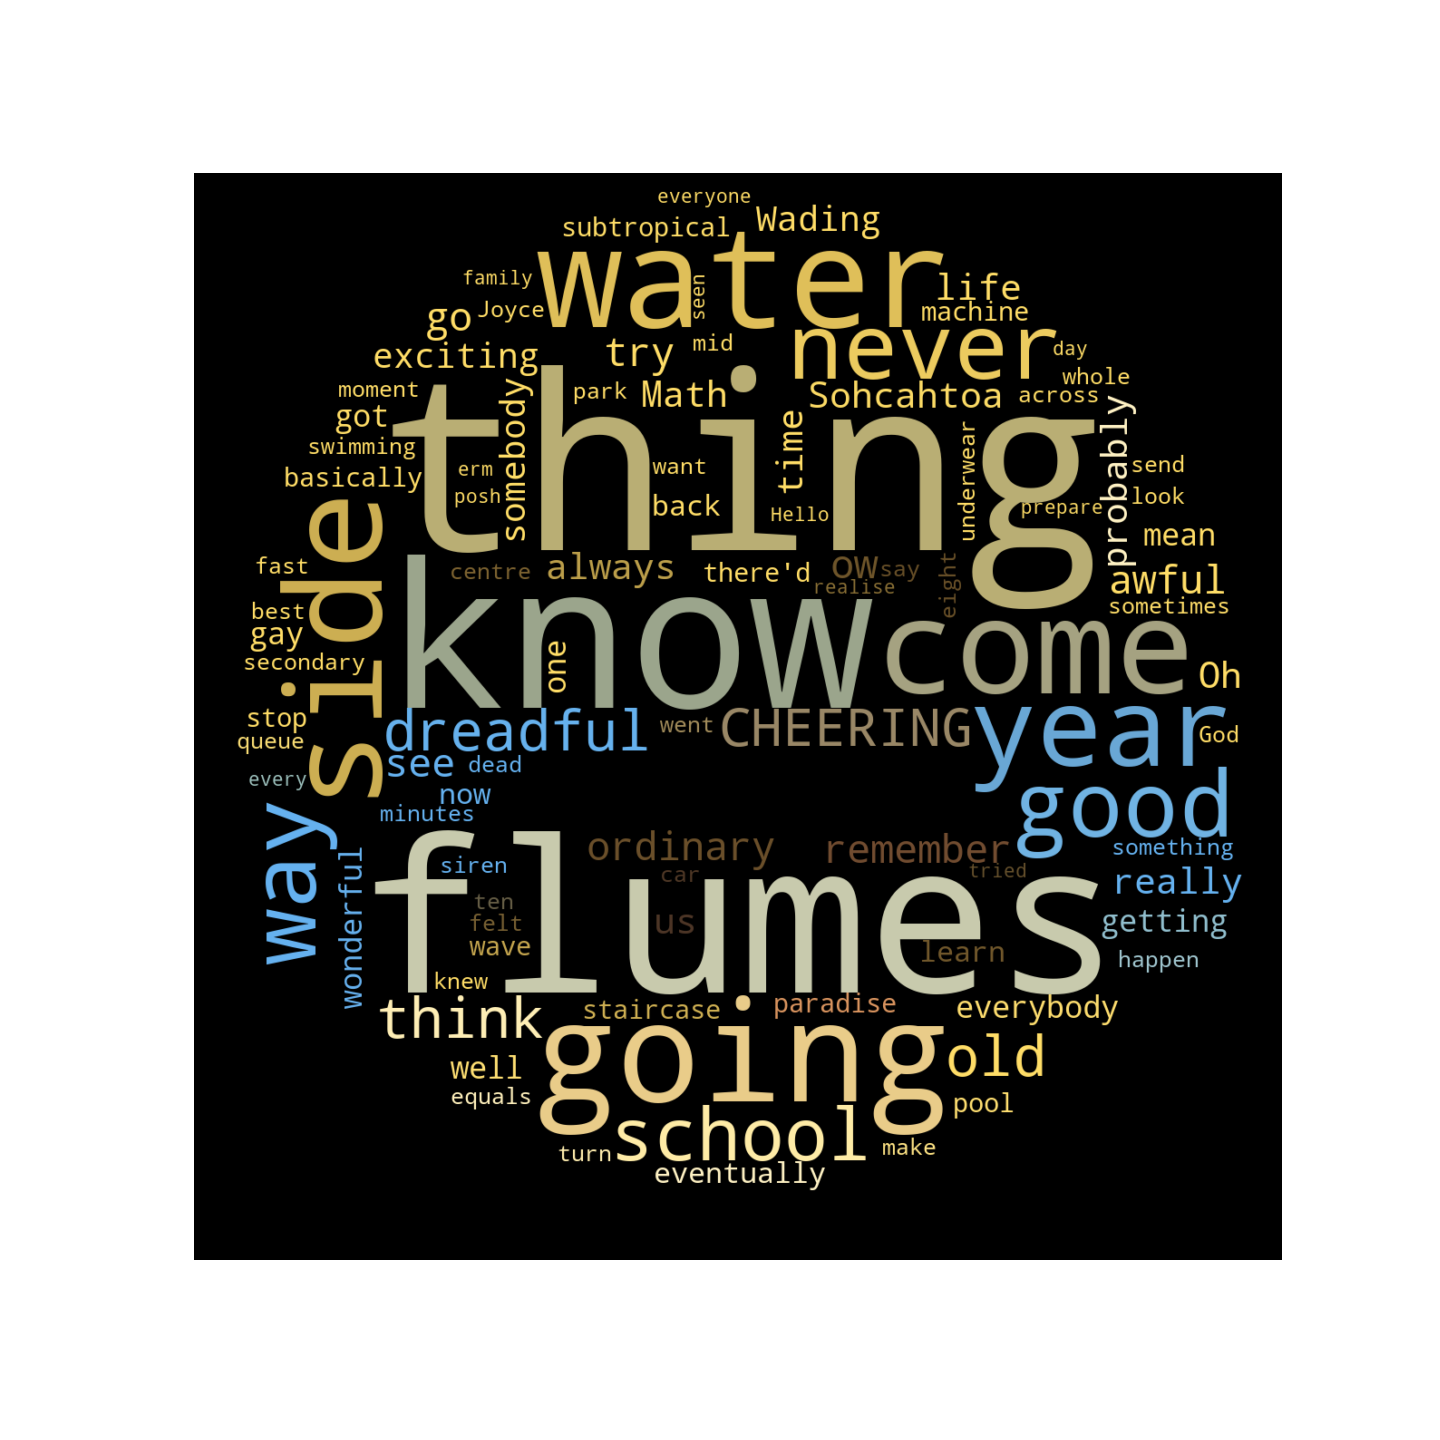 everyone
subtropical
Wading
water
family
seen
life
Joyce
machine
go
never
exciting
try
mid
day
moment
thing
park
Math
Sohcahtoa
across
whole
got
somebody
time
probably
swimming
basically
erm
want
underwear
send
posh
back
Hello
prepare
look
side
mean
fast
centre
always
there'd
ow
say
realise
eight
awful
sometimes
best
gay
know
come
secondary
one
Oh
stop
queue
dreadful
went
CHEERING
year
God
see
dead
every
now
minutes
good
way
wonderful
flumes
siren
ordinary
remember
something
car
tried
really
ten
felt
us
getting
wave
learn
happen
knew
think
staircase
paradise
everybody
going
well
old
equals
pool
school
turn
make
eventually